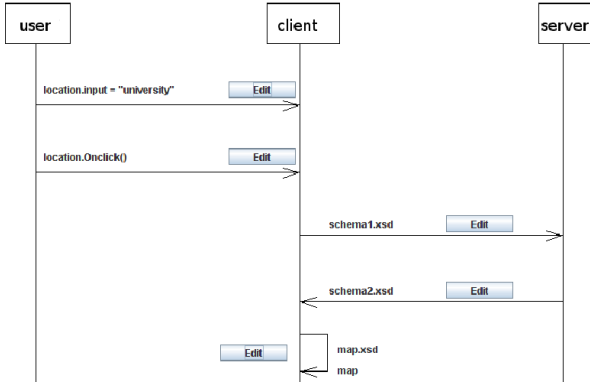 user client server
location.input = "university" Edit
location.Onclick() Edit
schema1.xsd Edit
schema2.xsd Edit
Edit map.xsd
map